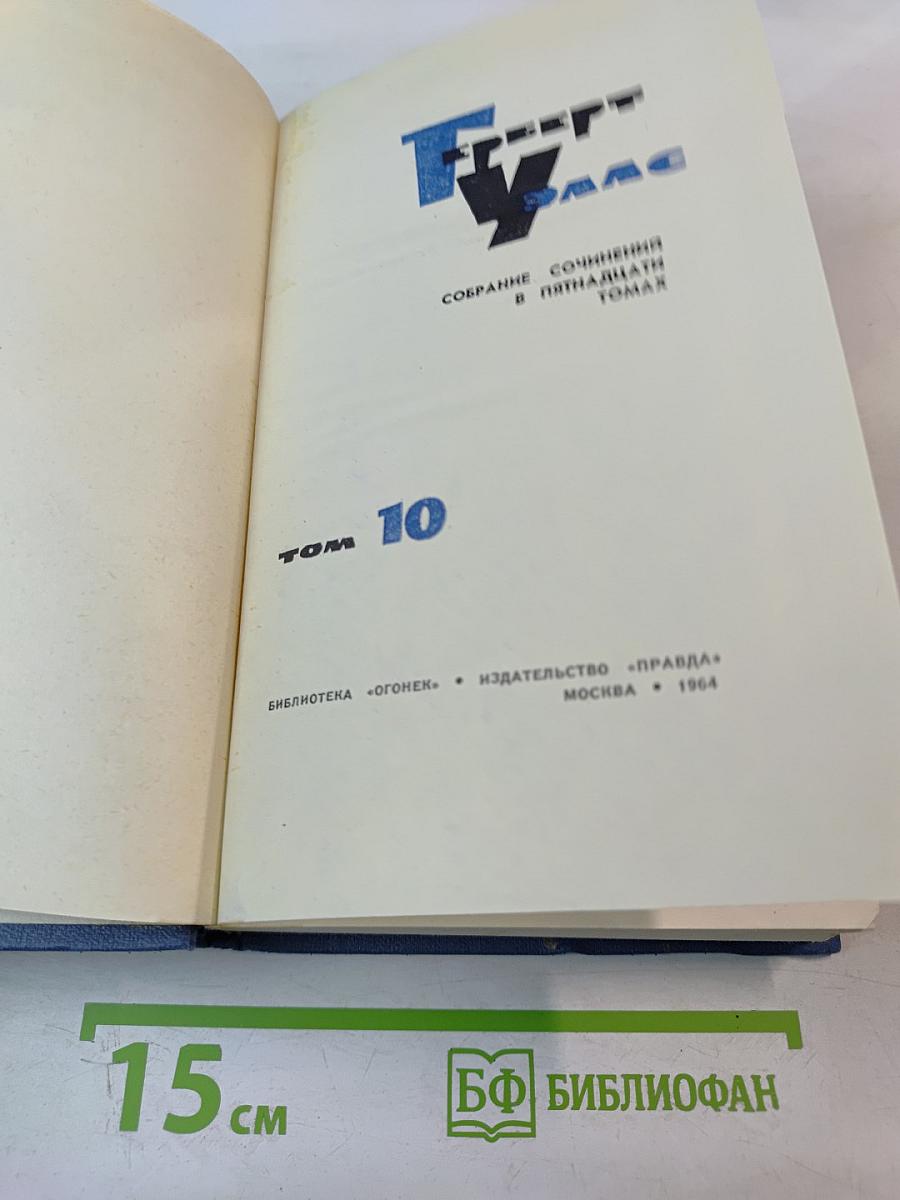 Герберт
Уэллс
СОБРАНИЕ СОЧИНЕНИЙ
В ПЯТНАДЦАТИ
ТОМАХ
ТОМ 10
БИБЛИОТЕКА «ОГОНЕК» • ИЗДАТЕЛЬСТВО «ПРАВДА»
МОСКВА • 1964
15 см
БФ БИБЛИОФАН